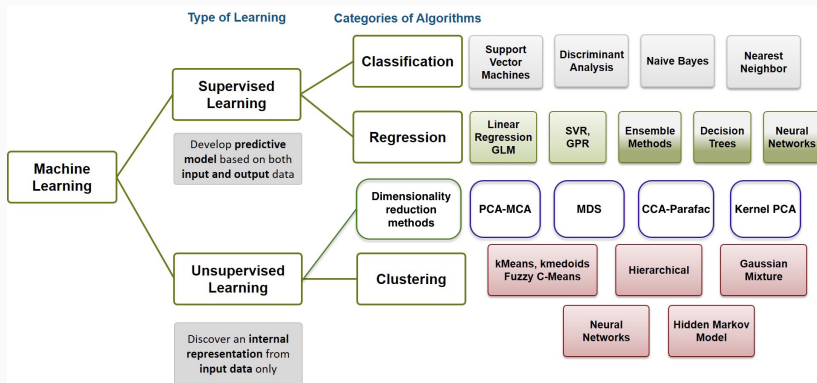 Type of Learning
Categories of Algorithms
Machine
Learning
Supervised
Learning
Develop predictive
model based on both
input and output data
Classification
Support
Vector
Machines
Discriminant
Analysis
Naive Bayes
Nearest
Neighbor
Regression
Linear
Regression
GLM
SVR,
GPR
Ensemble
Methods
Decision
Trees
Neural
Networks
Unsupervised
Learning
Discover an internal
representation from
input data only
Dimensionality
reduction
methods
PCA-MCA
MDS
CCA-Parafac
Kernel PCA
Clustering
kMeans, kmedoids
Fuzzy C-Means
Hierarchical
Gaussian
Mixture
Neural
Networks
Hidden Markov
Model